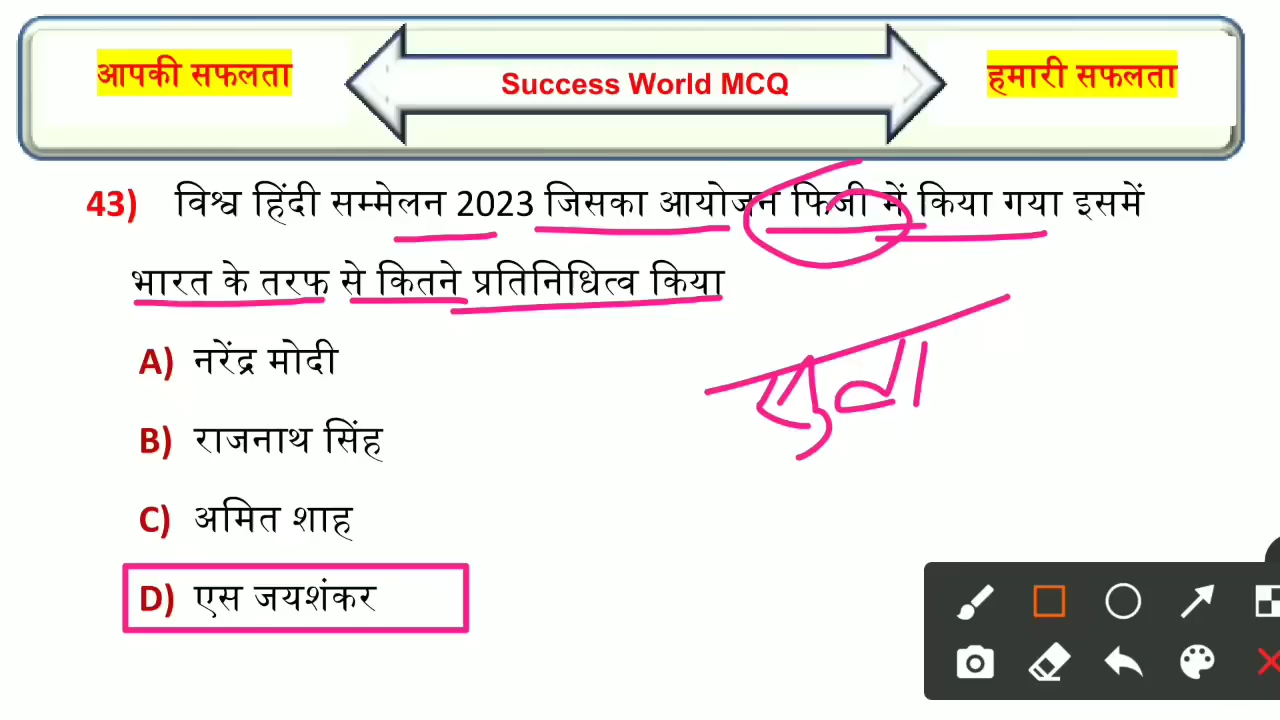 आपकी सफलता
Success World MCQ
हमारी सफलता
43) विश्व हिंदी सम्मेलन 2023 जिसका आयोजन फिजी में किया गया इसमें
भारत के तरफ से कितने प्रतिनिधित्व किया
A) नरेंद्र मोदी
B) राजनाथ सिंह
C) अमित शाह
D) एस जयशंकर